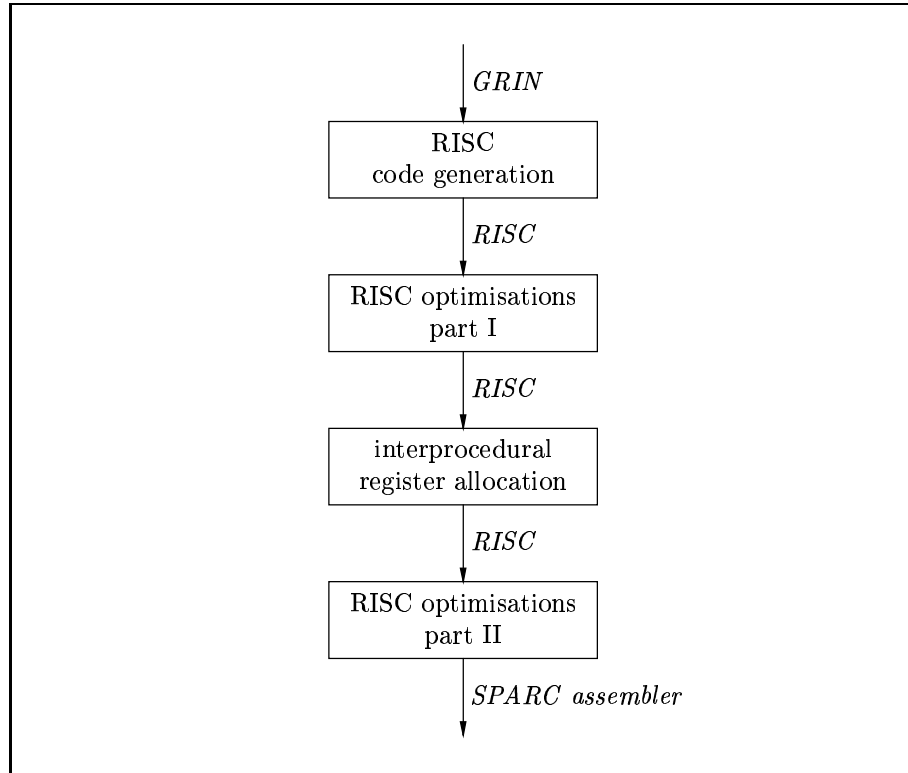 GRIN
RISC
code generation
RISC
RISC optimisations
part I
RISC
interprocedural
register allocation
RISC
RISC optimisations
part II
SPARC assembler